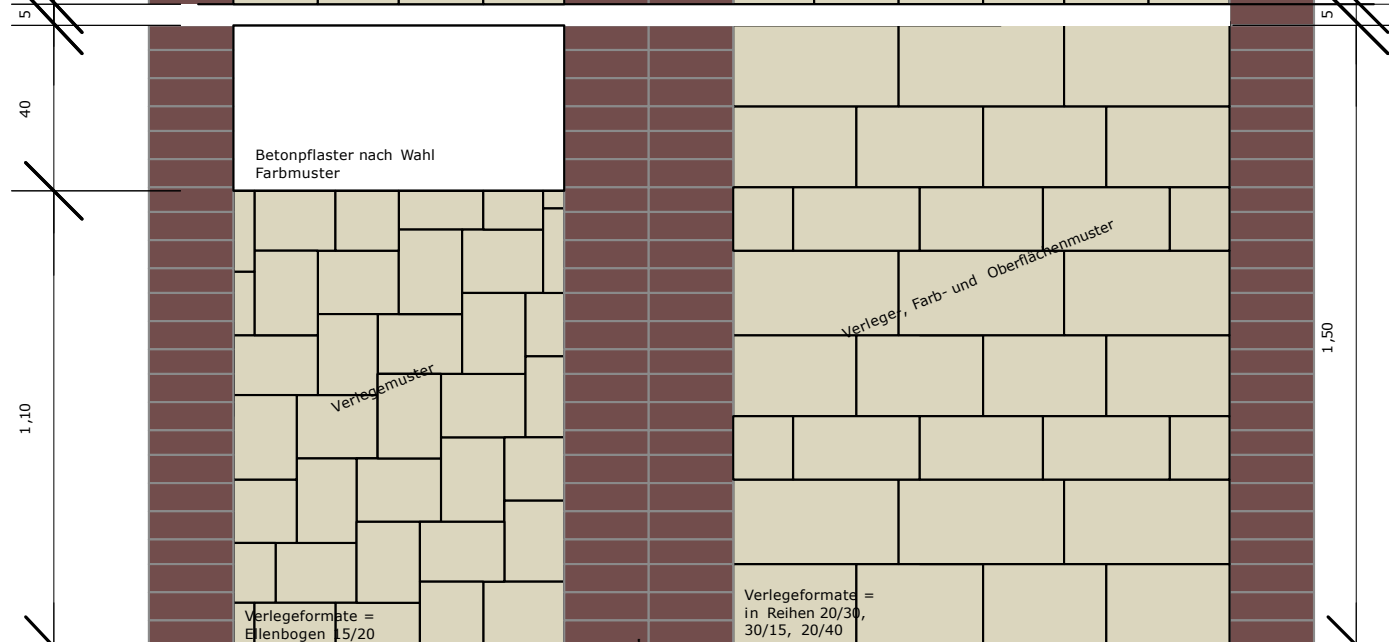 5
5
40
Betonpflaster nach Wahl
Farbmuster
Verlege-, Farb- und Oberflächenmuster
1,50
Verlegemuster
1,10
Verlegeformate =
in Reihen 20/30,
30/15, 20/40
Verlegeformate =
Ellenbogen 15/20